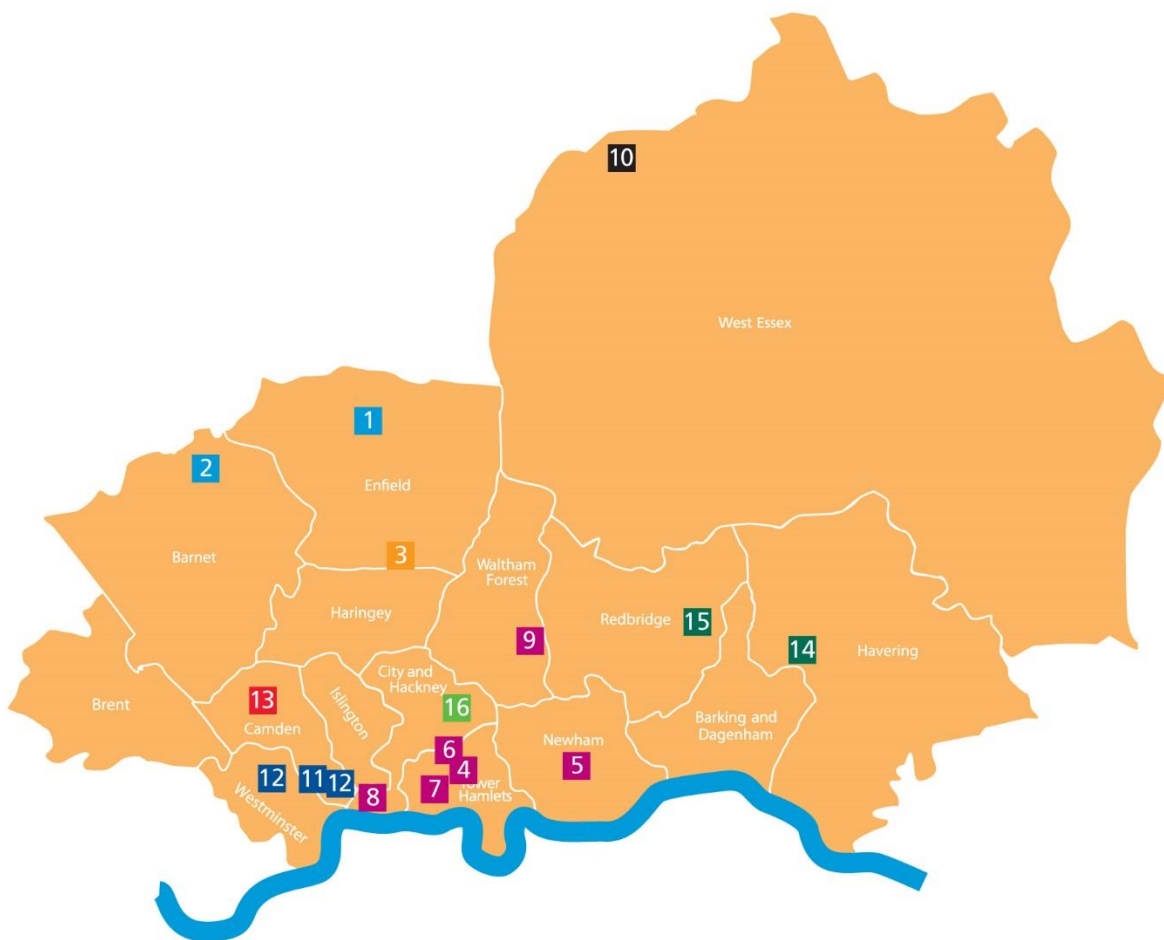 10
West Essex
1
2
Enfield
3
Barnet
Waltham
Forest
Haringey
Redbridge
15
9
14
Havering
City and
Hackney
Islington
13
Camden
Brent
16
Barking and
Dagenham
Newham
6
5
4
12
11
12
7
8
Tower
Hamlets
Westminster